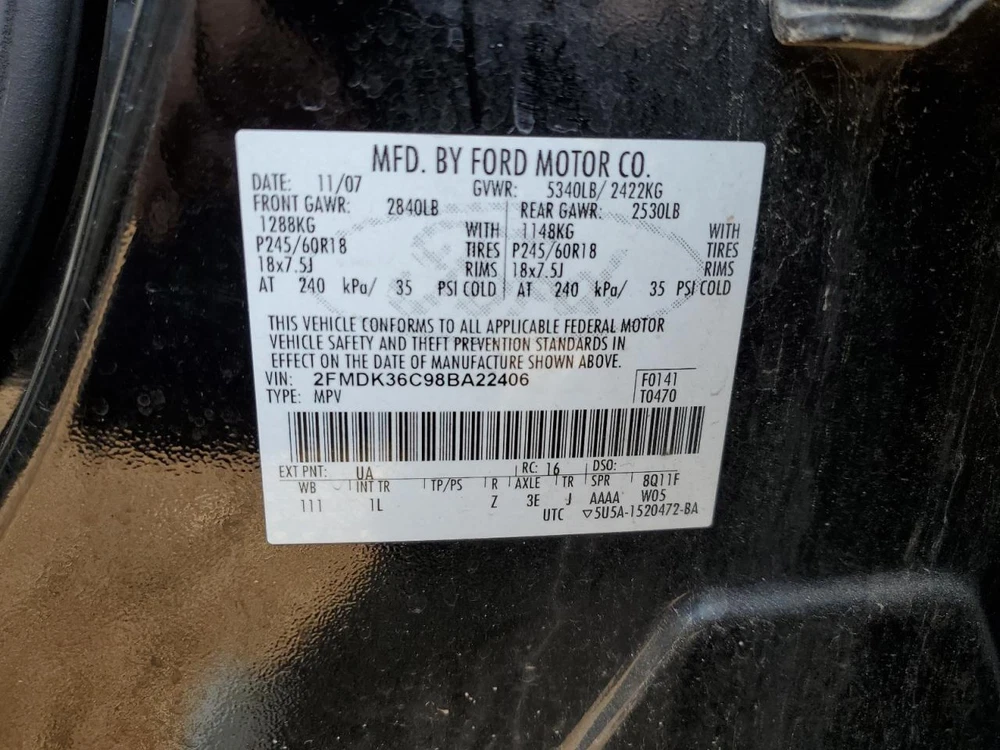 MFD. BY FORD MOTOR CO.
DATE: 11/07 GVWR: 5340LB/ 2422KG
FRONT GAWR: 2840LB REAR GAWR: 2530LB
1288KG WITH 1148KG WITH
P245/60R18 TIRES P245/60R18 TIRES
18x7.5J RIMS 18x7.5J RIMS
AT 240 kPa/ 35 PSI COLD AT 240 kPa/ 35 PSI COLD
THIS VEHICLE CONFORMS TO ALL APPLICABLE FEDERAL MOTOR
VEHICLE SAFETY AND THEFT PREVENTION STANDARDS IN
EFFECT ON THE DATE OF MANUFACTURE SHOWN ABOVE.
VIN: 2FMDK36C98BA22406 F0141
TYPE: MPV T0470
EXT PNT: UA RC: 16 DSO:
WB INT TR TP/PS R AXLE TR SPR 8Q11F
111 1L Z 3E J AAAA W05
UTC ▽5U5A-1520472-BA